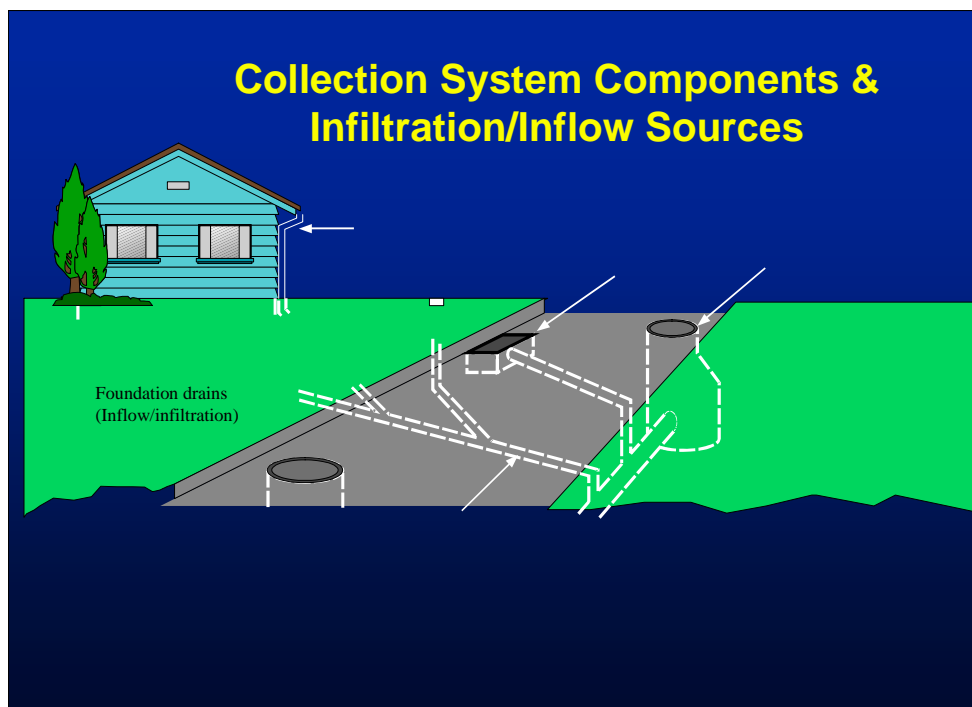 Collection System Components &
Infiltration/Inflow Sources
Foundation drains
(Inflow/infiltration)